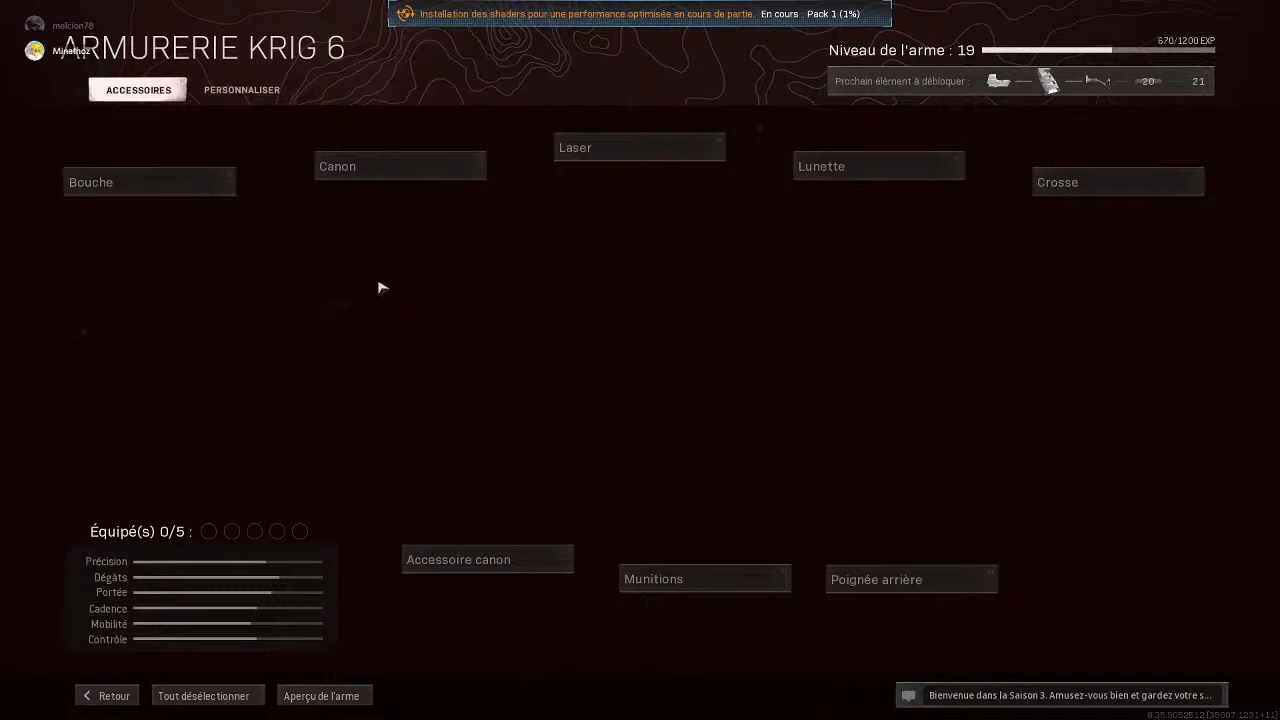 melcion78
Installation des shaders pour une performance optimisée en cours de partie. En cours : Pack 1 (1%)
ARMURERIE KRIG 6
Minathoz
Niveau de l'arme : 19
670/1200 EXP
Prochain élément à débloquer :
20
21
ACCESSOIRES
PERSONNALISER
Laser
Canon
Lunette
Bouche
Crosse
Équipé(s) 0/5 :
Précision
Dégâts
Portée
Cadence
Mobilité
Contrôle
Accessoire canon
Munitions
Poignée arrière
Retour
Tout désélectionner
Aperçu de l'arme
Bienvenue dans la Saison 3. Amusez-vous bien et gardez votre s...